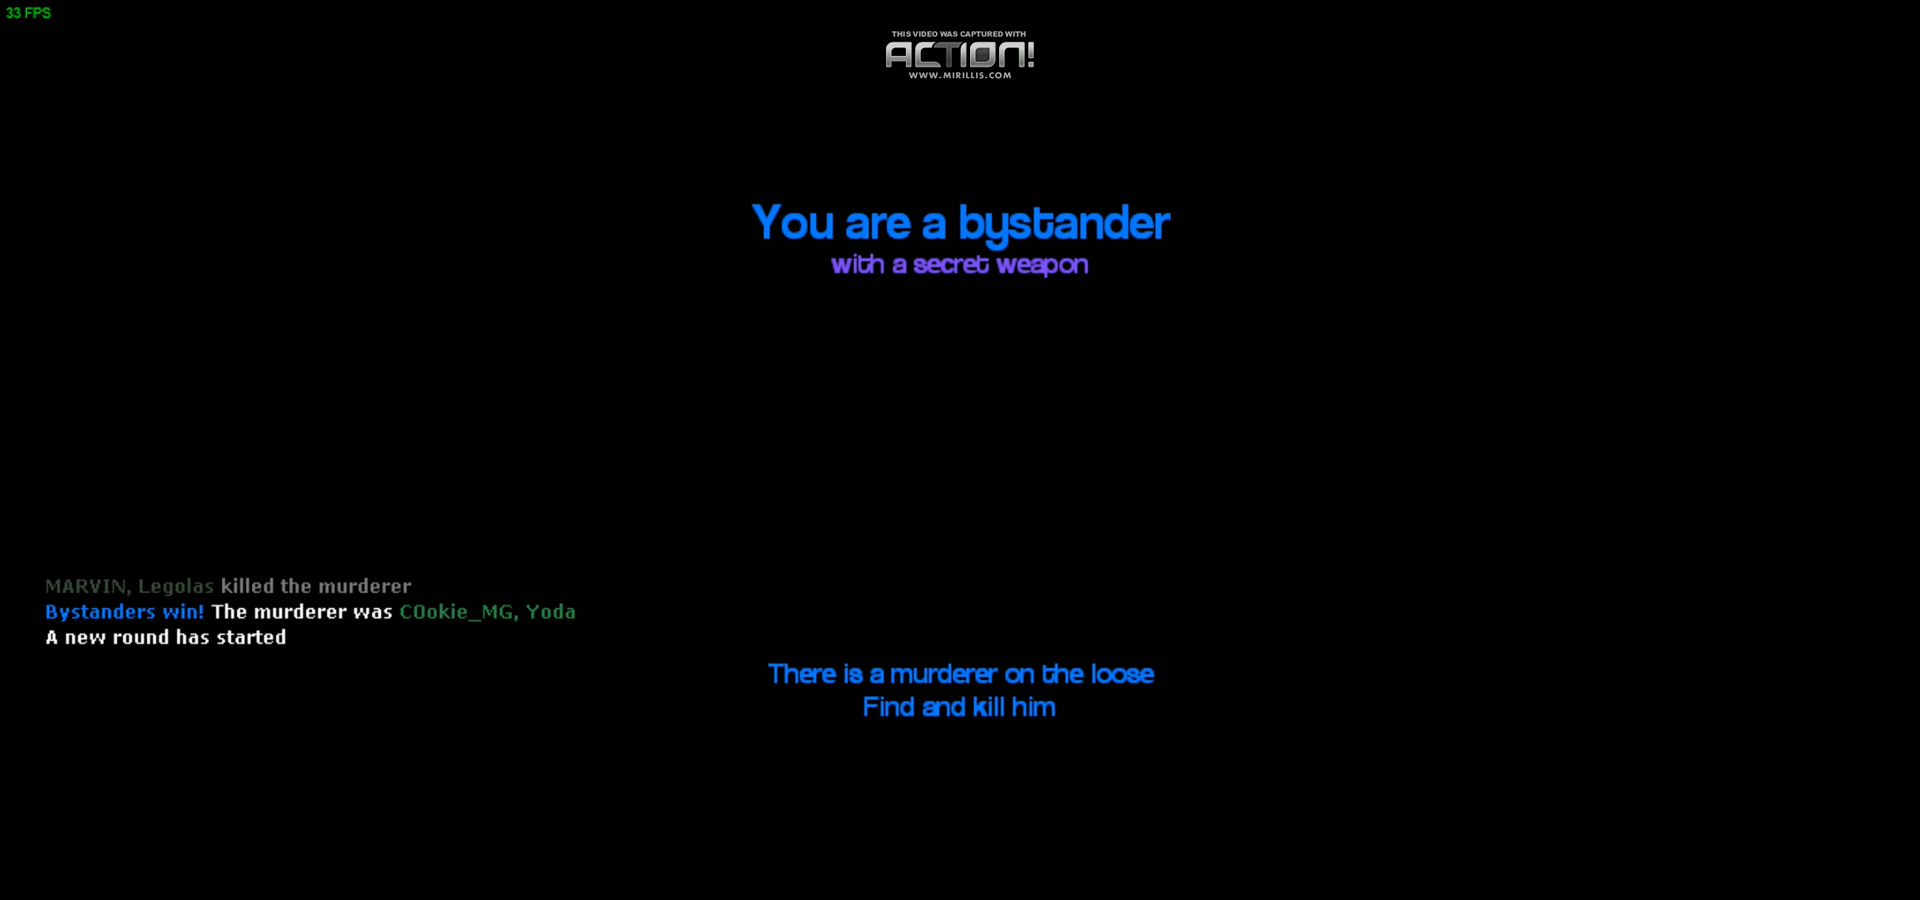 33 FPS
THIS VIDEO WAS CAPTURED WITH
ACTION!
WWW.MIRILLIS.COM
You are a bystander
with a secret weapon
MARVIN, Legolas killed the murderer
Bystanders win! The murderer was C0okie_MG, Yoda
A new round has started
There is a murderer on the loose
Find and kill him